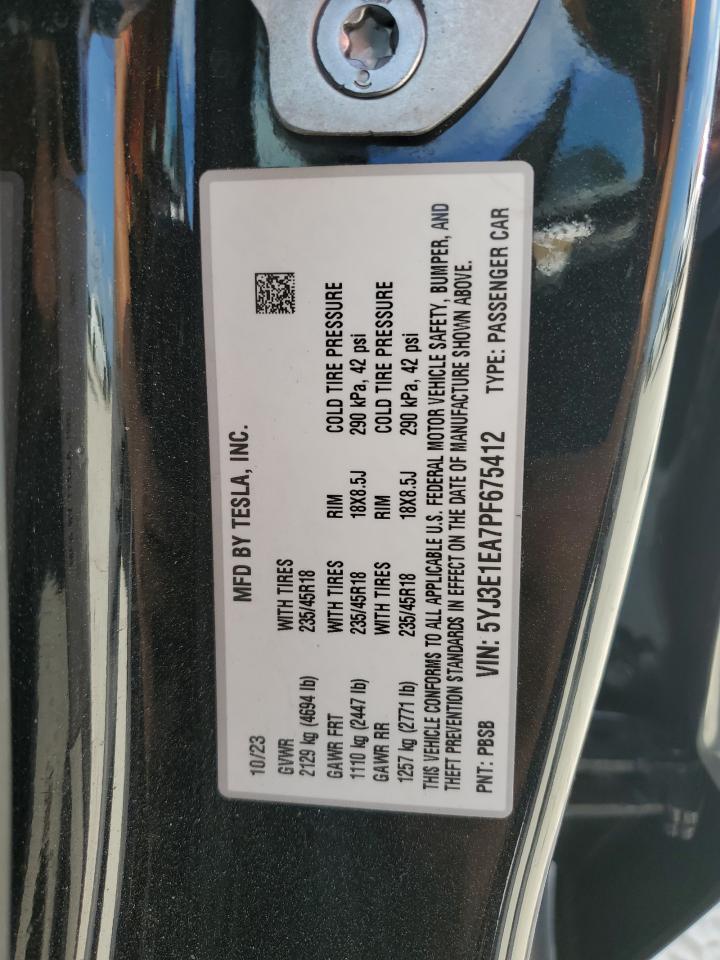 MFD BY TESLA, INC.
10/23
GVWR WITH TIRES RIM COLD TIRE PRESSURE
2129 kg (4694 lb) 235/45R18
GAWR FRT WITH TIRES RIM COLD TIRE PRESSURE
1110 kg (2447 lb) 235/45R18 18X8.5J 290 kPa, 42 psi
GAWR RR WITH TIRES RIM COLD TIRE PRESSURE
1257 kg (2771 lb) 235/45R18 18X8.5J 290 kPa, 42 psi
THIS VEHICLE CONFORMS TO ALL APPLICABLE U.S. FEDERAL MOTOR VEHICLE SAFETY, BUMPER, AND
THEFT PREVENTION STANDARDS IN EFFECT ON THE DATE OF MANUFACTURE SHOWN ABOVE.
PNT: PBSB VIN: 5YJ3E1EA7PF675412 TYPE: PASSENGER CAR